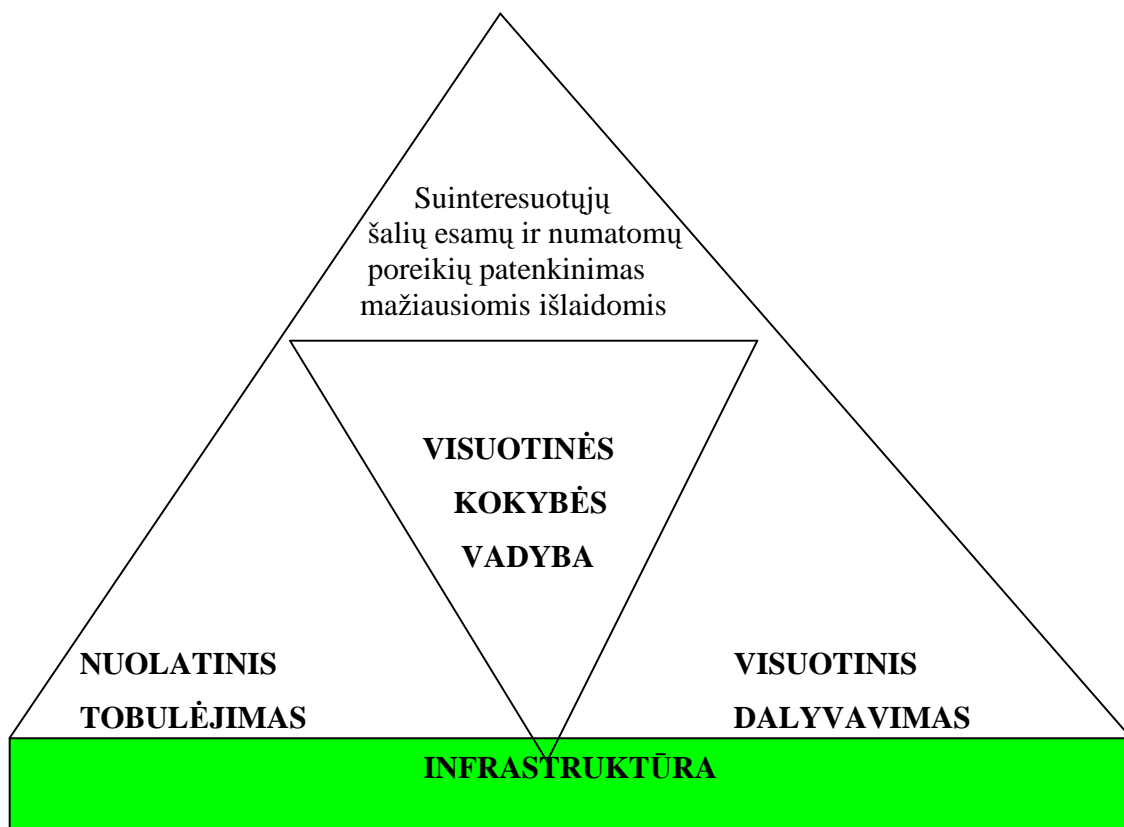 Suinteresuotųjų
šalių esamų ir numatomų
poreikių patenkinimas
mažiausiomis išlaidomis
VISUOTINĖS
KOKYBĖS
VADYBA
NUOLATINIS
TOBULĖJIMAS
VISUOTINIS
DALYVAVIMAS
INFRASTRUKTŪRA